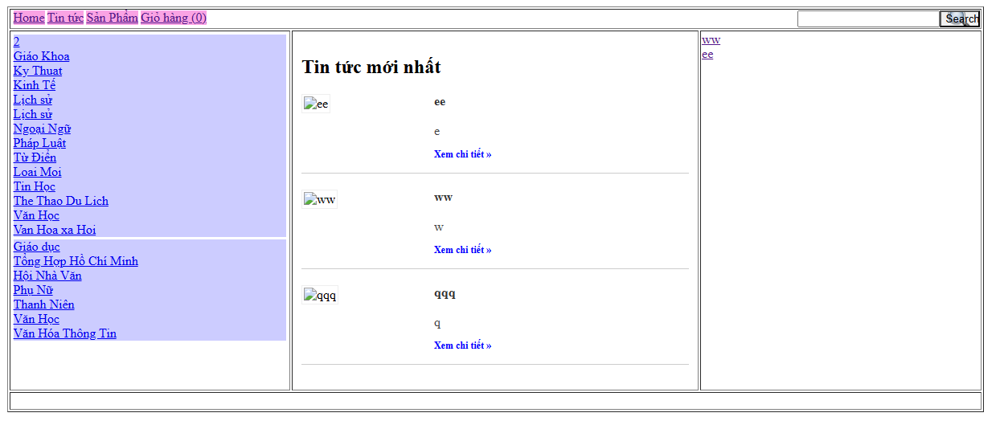 Home Tin tức Sản Phẩm Giỏ hàng (0) Search
2
Giáo Khoa
Ky Thuat
Kinh Tế
Lịch sử
Lịch sử
Ngoại Ngữ
Pháp Luật
Từ Điển
Loai Moi
Tin Học
The Thao Du Lich
Văn Học
Van Hoa xa Hoi
Giáo dục
Tổng Hợp Hồ Chí Minh
Hội Nhà Văn
Phụ Nữ
Thanh Niên
Văn Học
Văn Hóa Thông Tin
Tin tức mới nhất
ee ee
e
Xem chi tiết »
ww ww
w
Xem chi tiết »
qqq qqq
q
Xem chi tiết »
ww
ee